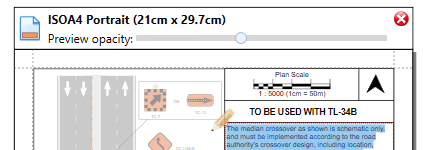 ISOA4 Portrait (21cm x 29.7cm)
Preview opacity:
Plan Scale
1 : 5000 (1cm = 50m)
TO BE USED WITH TL-34B
The median crossover as shown is schematic only,
and must be implemented according to the road
authority's crossover design, including location,